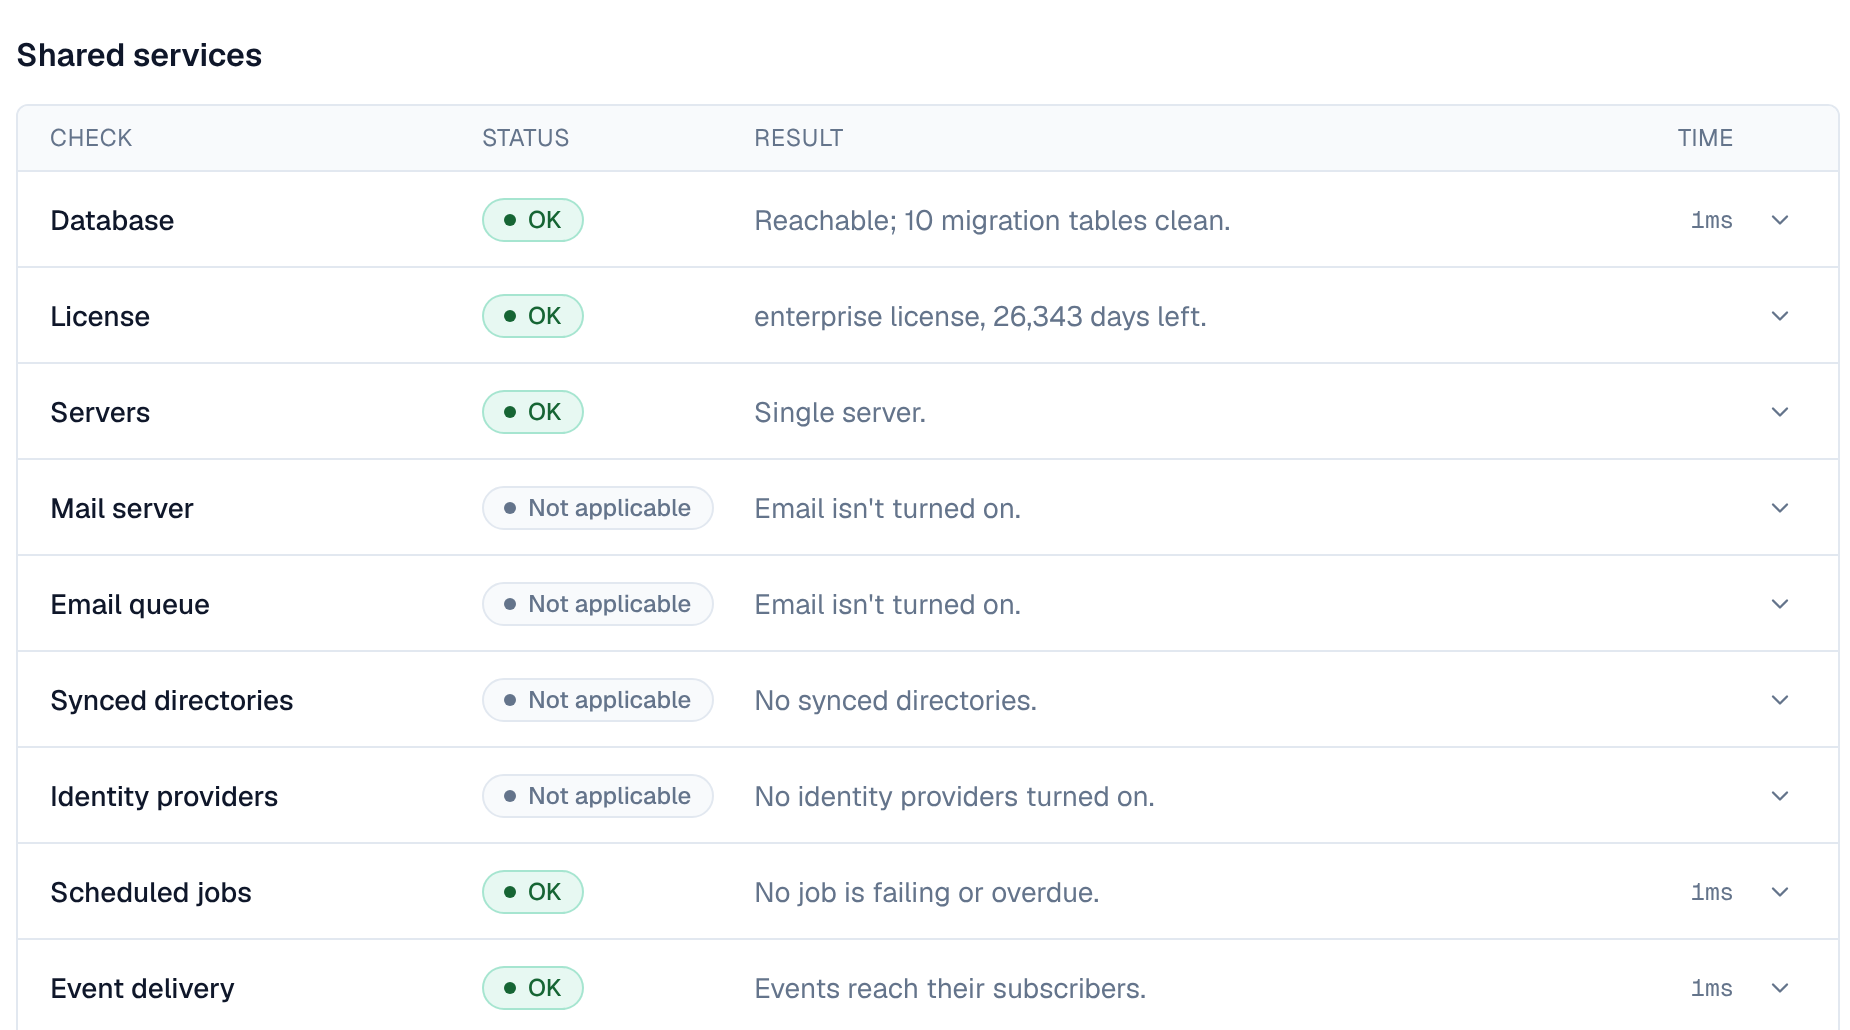 Shared services
CHECK STATUS RESULT TIME
Database OK Reachable; 10 migration tables clean. 1ms
License OK enterprise license, 26,343 days left.
Servers OK Single server.
Mail server Not applicable Email isn't turned on.
Email queue Not applicable Email isn't turned on.
Synced directories Not applicable No synced directories.
Identity providers Not applicable No identity providers turned on.
Scheduled jobs OK No job is failing or overdue. 1ms
Event delivery OK Events reach their subscribers. 1ms